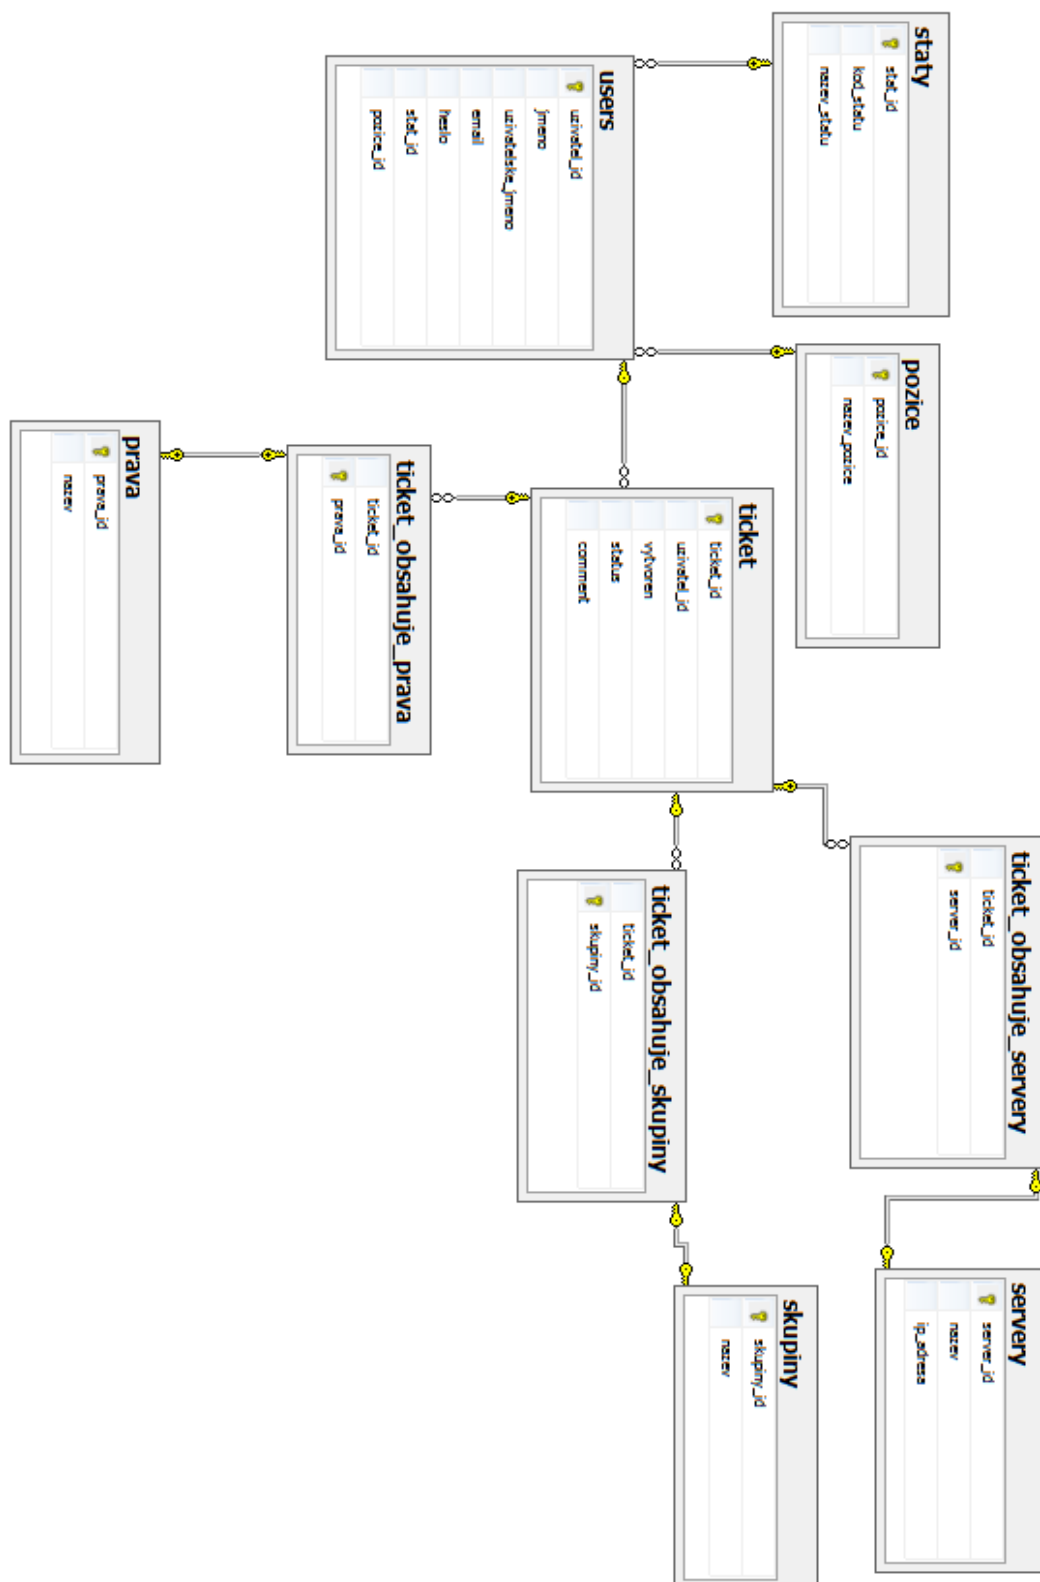 staty
stat_id
kod_statu
nazev_statu
pozice
pozice_id
nazev_pozice
ticket_obsahuje_servery
ticket_id
server_id
servery
server_id
nazev
ip_adresa
users
uzivatel_id
jmeno
uzivatelske_jmeno
email
heslo
stat_id
pozice_id
ticket
ticket_id
uzivatel_id
vytvoren
status
comment
ticket_obsahuje_skupiny
ticket_id
skupiny_id
skupiny
skupiny_id
nazev
ticket_obsahuje_prava
ticket_id
prava_id
prava
prava_id
nazev